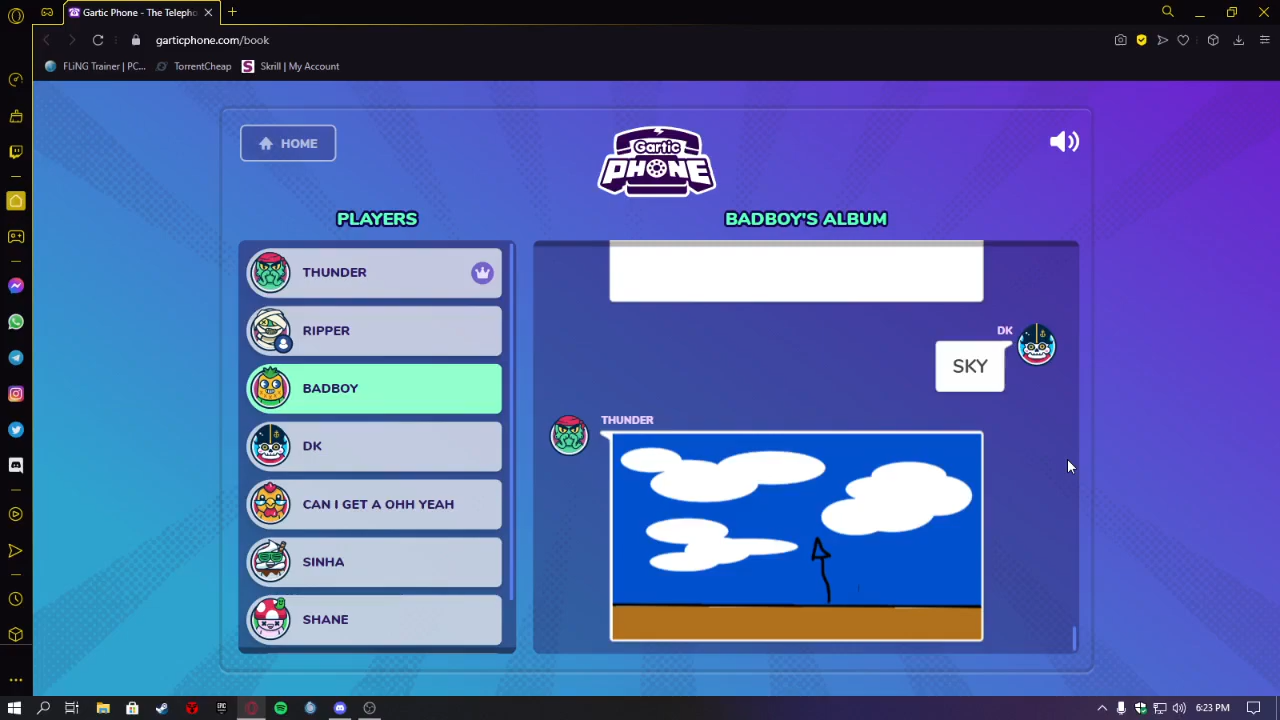 Gartic Phone - The Telepho
garticphone.com/book
FLiNG Trainer | PC...
TorrentCheap
Skrill | My Account
HOME
Gartic
PHONE
PLAYERS
BADBOY'S ALBUM
THUNDER
RIPPER
BADBOY
DK
CAN I GET A OHH YEAH
SINHA
SHANE
DK
SKY
THUNDER
EPIC
6:23 PM